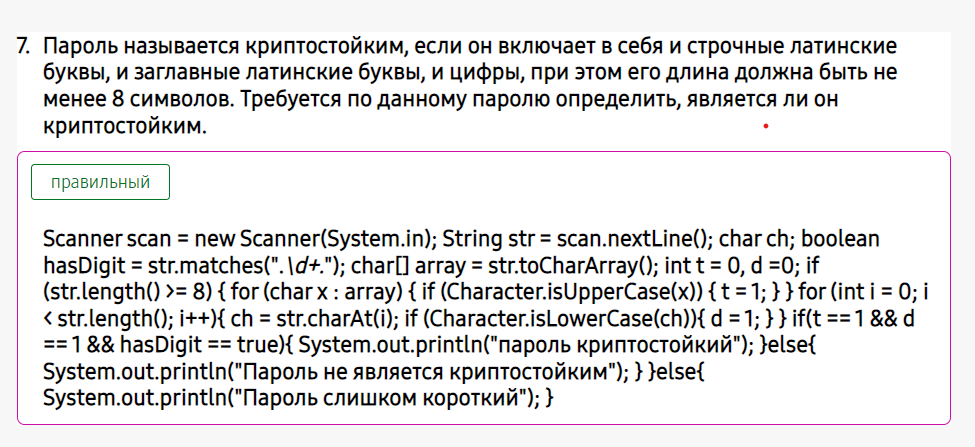 7. Пароль называется криптостойким, если он включает в себя и строчные латинские
буквы, и заглавные латинские буквы, и цифры, при этом его длина должна быть не
менее 8 символов. Требуется по данному паролю определить, является ли он
криптостойким.
правильный
Scanner scan = new Scanner(System.in); String str = scan.nextLine(); char ch; boolean
hasDigit = str.matches(".\d+."); char[] array = str.toCharArray(); int t = 0, d =0; if
(str.length() >= 8) { for (char x : array) { if (Character.isUpperCase(x)) { t = 1; } } for (int i = 0; i
< str.length(); i++){ ch = str.charAt(i); if (Character.isLowerCase(ch)){ d = 1; } } if(t == 1 && d
== 1 && hasDigit == true){ System.out.println("пароль криптостойкий"); }else{
System.out.println("Пароль не является криптостойким"); } }else{
System.out.println("Пароль слишком короткий"); }